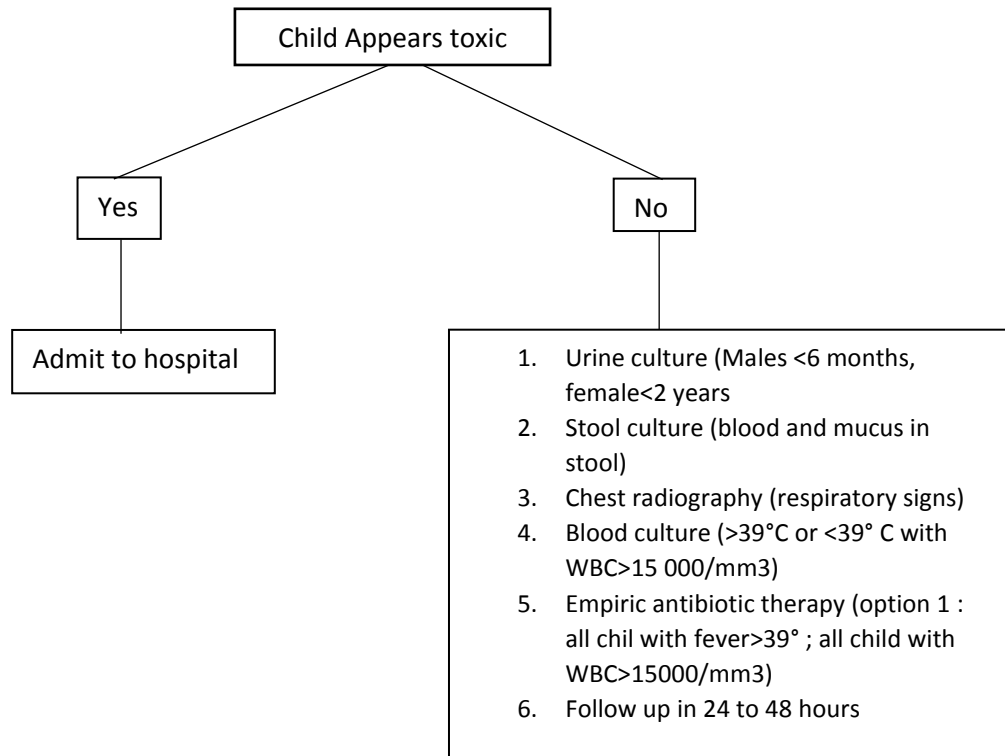 Child Appears toxic
Yes
No
Admit to hospital
1. Urine culture (Males <6 months,
female<2 years
2. Stool culture (blood and mucus in
stool)
3. Chest radiography (respiratory signs)
4. Blood culture (>39°C or <39° C with
WBC>15 000/mm3)
5. Empiric antibiotic therapy (option 1 :
all chil with fever>39° ; all child with
WBC>15000/mm3)
6. Follow up in 24 to 48 hours